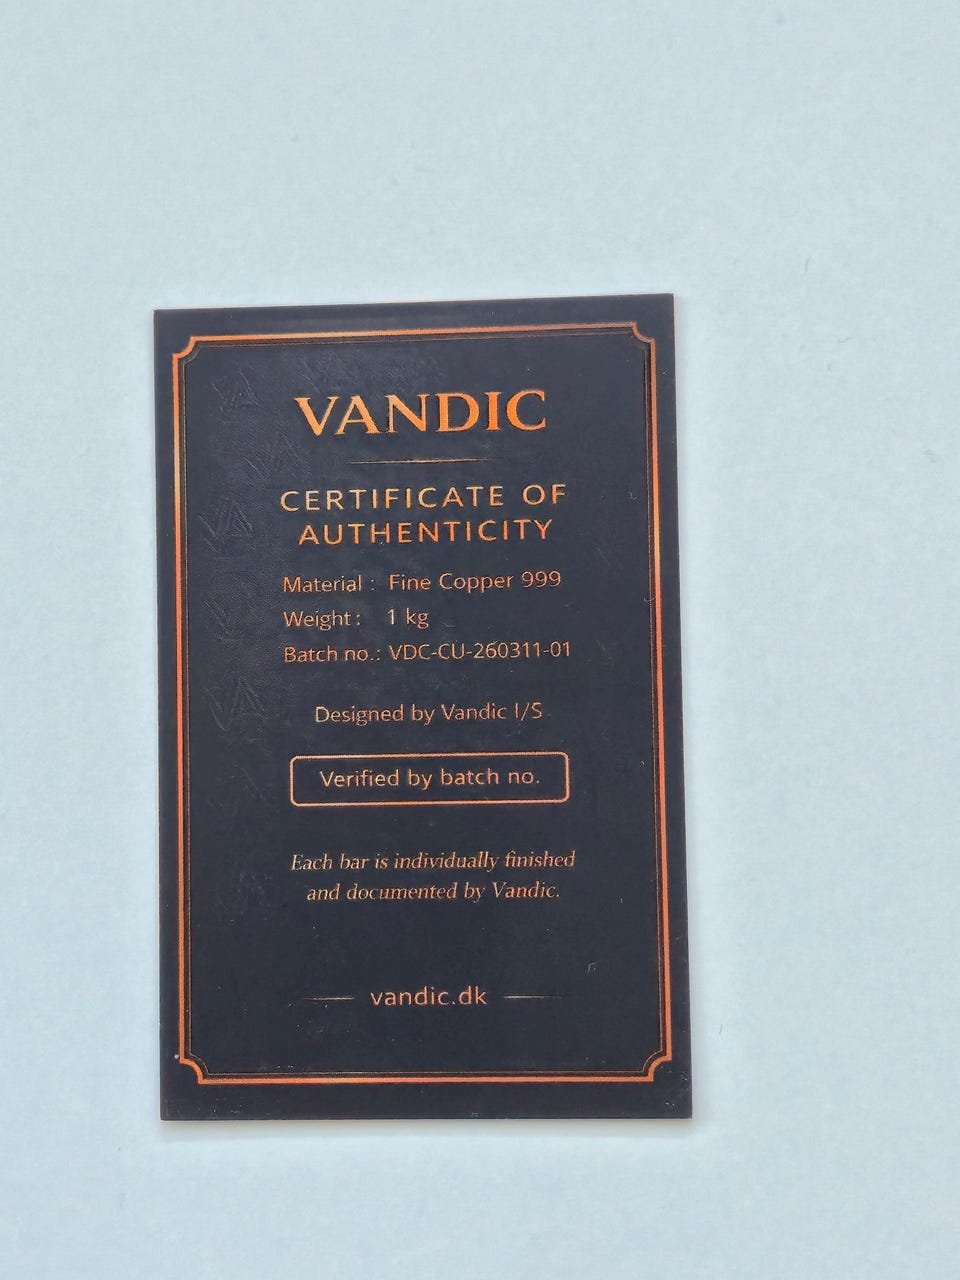 VANDIC
CERTIFICATE OF
AUTHENTICITY
Material : Fine Copper 999
Weight : 1 kg
Batch no.: VDC-CU-260311-01
Designed by Vandic I/S
Verified by batch no.
Each bar is individually finished
and documented by Vandic.
vandic.dk